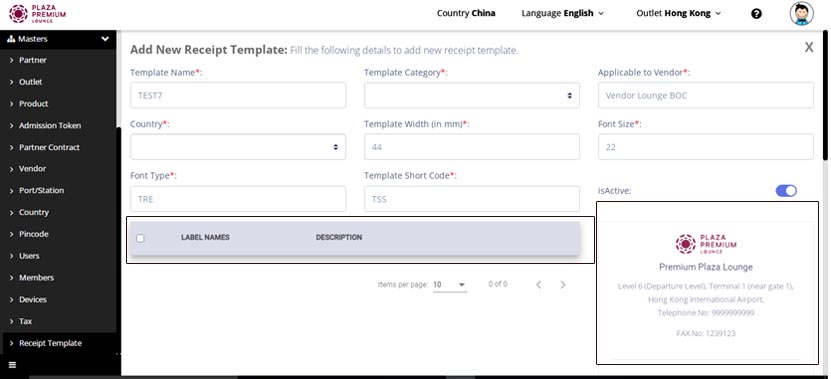 PLAZA
PREMIUM
LOUNGE
Country China
Language English
Outlet Hong Kong
Masters
Partner
Outlet
Product
Admission Token
Partner Contract
Vendor
Port/Station
Country
Pincode
Users
Members
Devices
Tax
Receipt Template
Add New Receipt Template: Fill the following details to add new receipt template.
X
Template Name*:
Template Category*:
Applicable to Vendor*:
TEST7
Vendor Lounge BOC
Country*:
Template Width (in mm)*:
Font Size*:
44
22
Font Type*:
Template Short Code*:
isActive:
TRE
TSS
LABEL NAMES
DESCRIPTION
Items per page: 10
0 of 0
PLAZA
PREMIUM
LOUNGE
Premium Plaza Lounge
Level 6 (Departure Level), Terminal 1 (near gate 1),
Hong Kong International Airport,
Telephone No: 9999999999
FAX No: 1239123